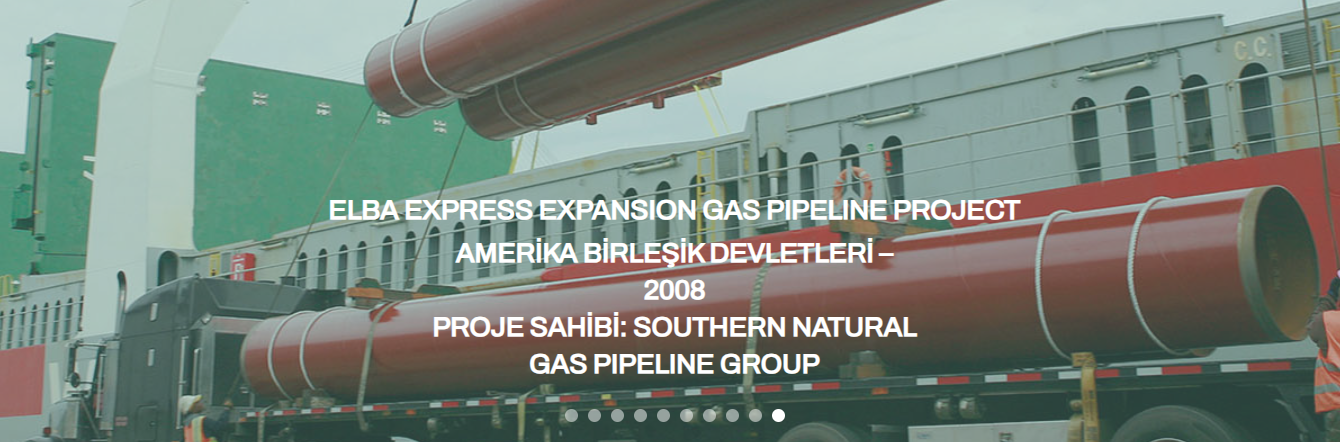 C.C.
ELBA EXPRESS EXPANSION GAS PIPELINE PROJECT
AMERİKA BİRLEŞİK DEVLETLERİ –
2008
PROJE SAHİBİ: SOUTHERN NATURAL
GAS PIPELINE GROUP